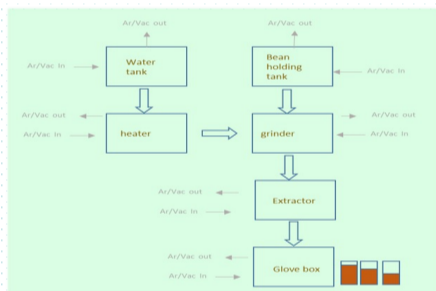 Ar/Vac out
Ar/Vac out
Ar/Vac in
Water
tank
Bean
holding
tank
Ar/Vac in
Ar/Vac out
Ar/Vac in
heater
grinder
Ar/Vac out
Ar/Vac in
Ar/Vac out
Ar/Vac in
Extractor
Ar/Vac out
Ar/Vac in
Glove box